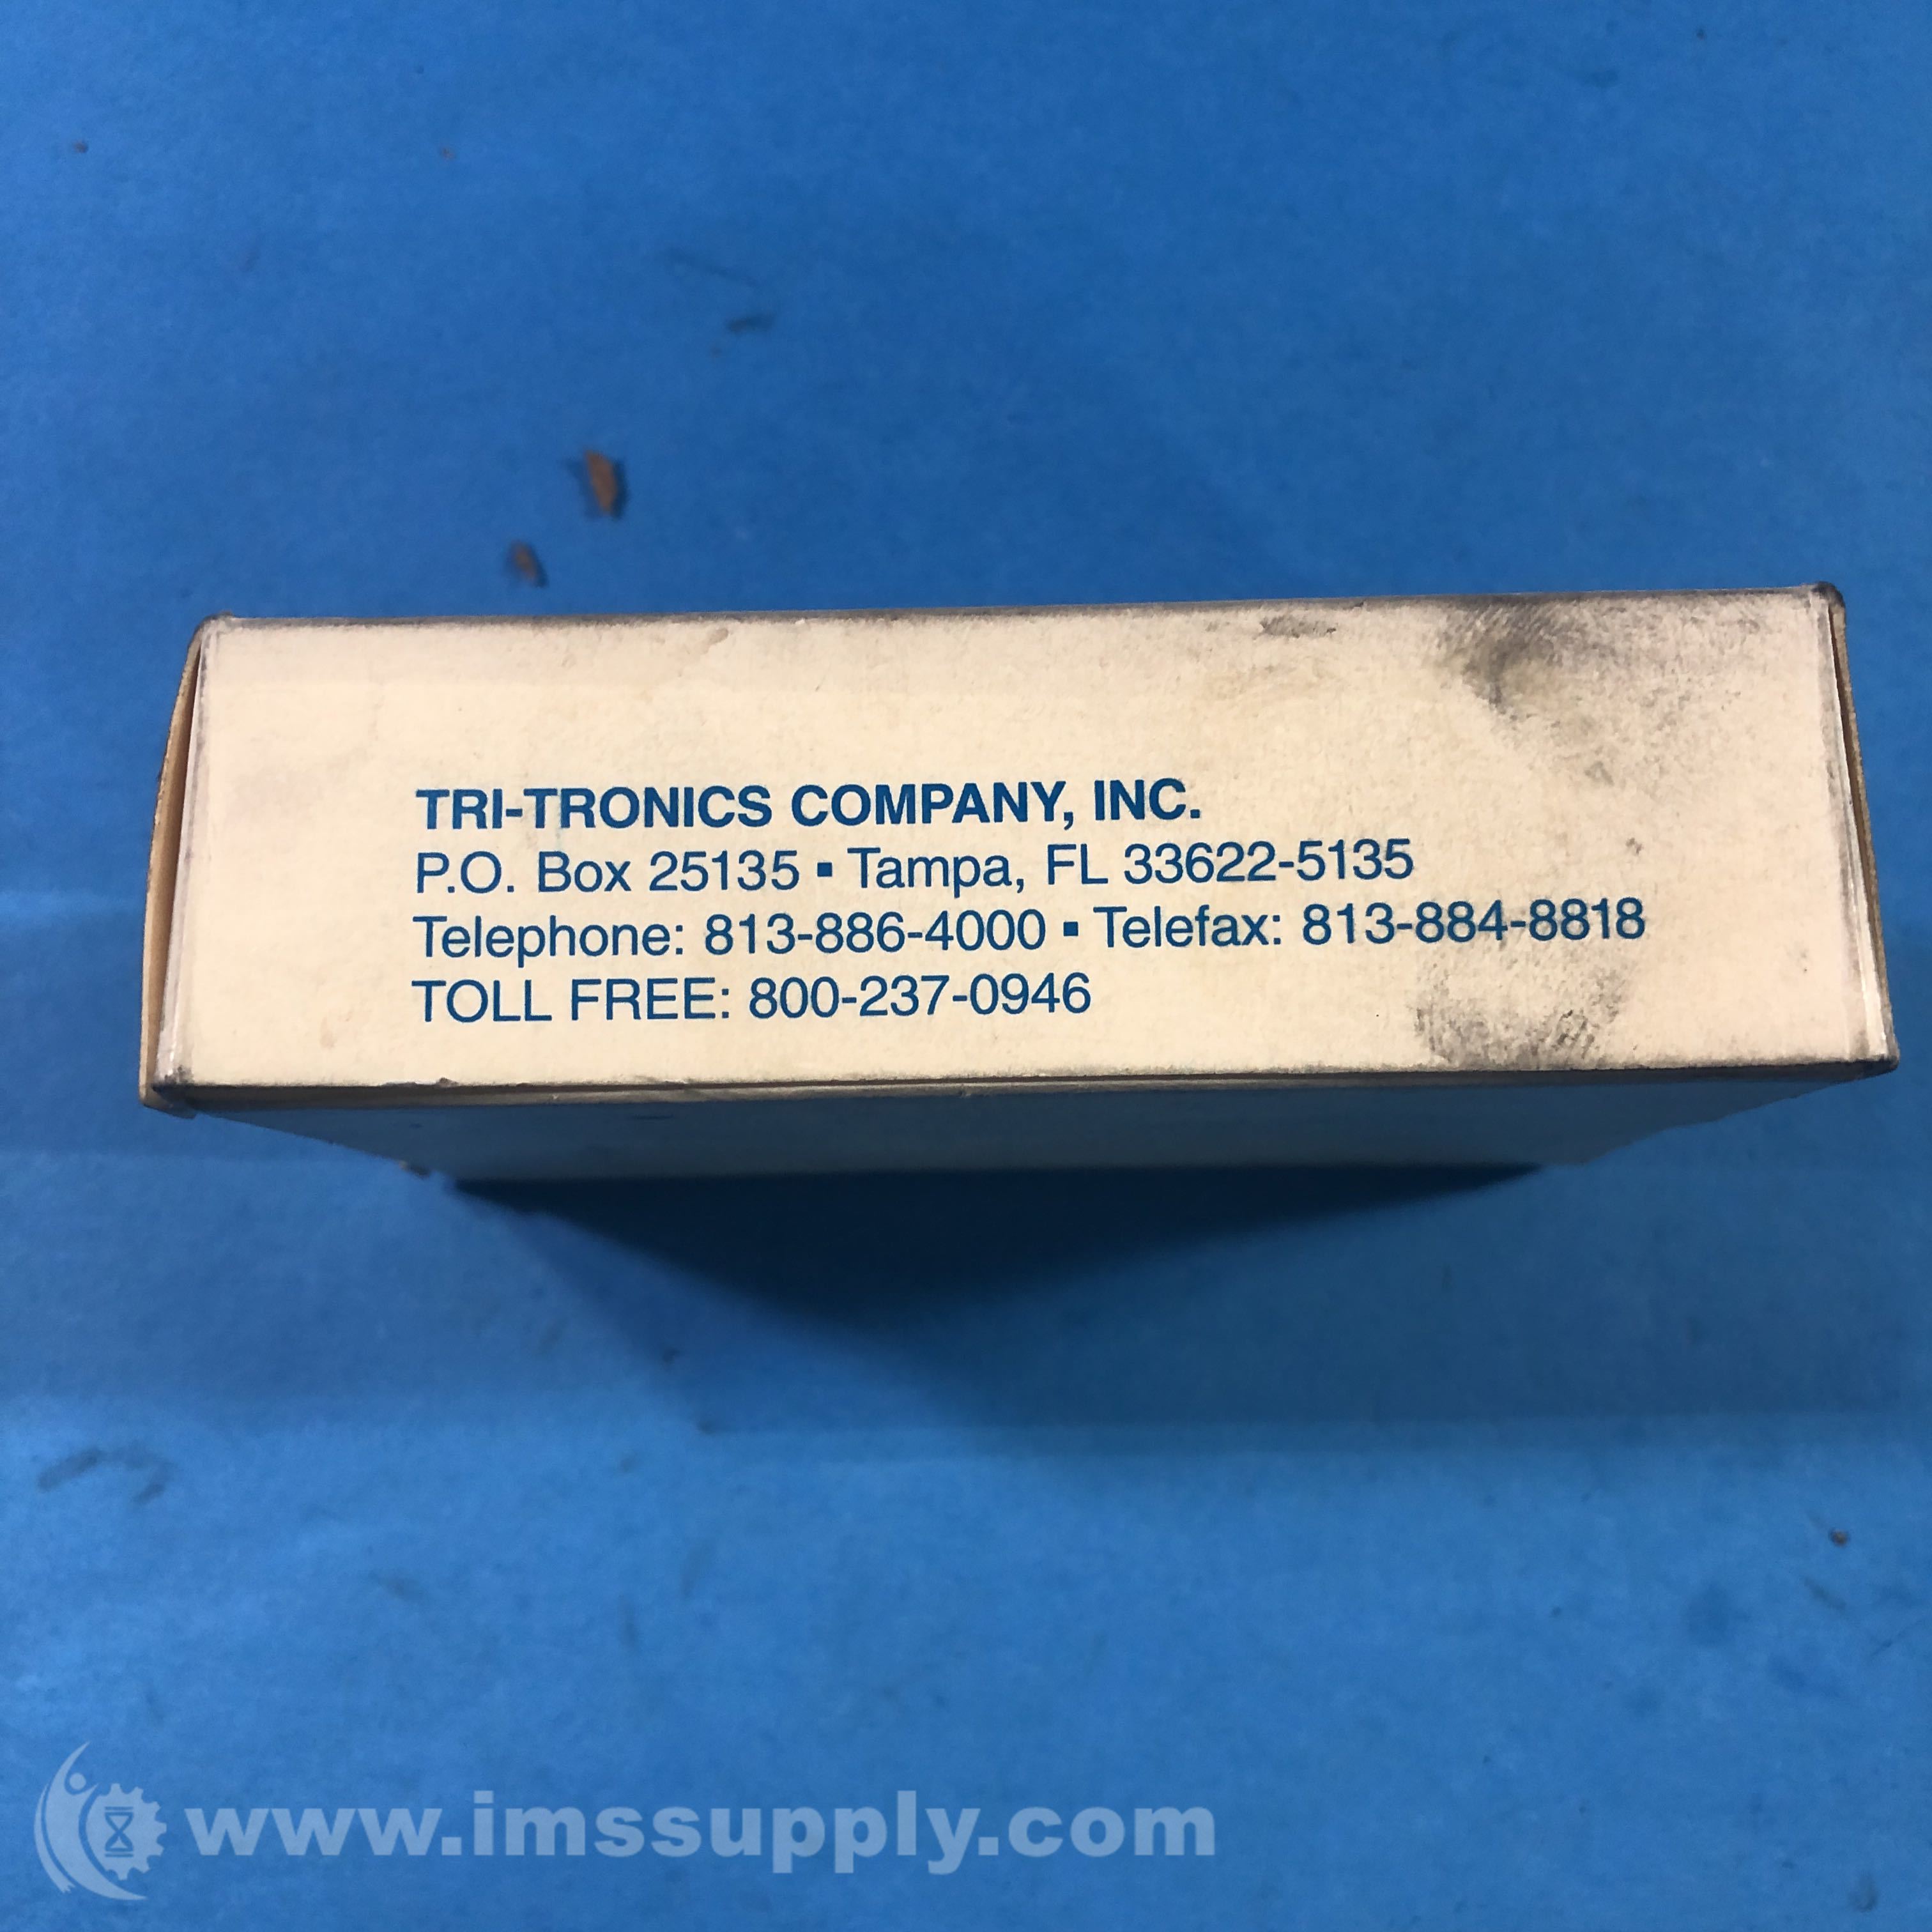 TRI-TRONICS COMPANY, INC.
P.O. Box 25135 ▪ Tampa, FL 33622-5135
Telephone: 813-886-4000 ▪ Telefax: 813-884-8818
TOLL FREE: 800-237-0946
www.imssupply.com